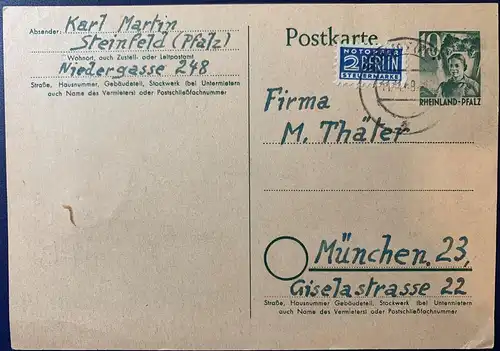 Absender: Karl Martin
Steinfeld (Pfalz)
Wohnort, auch Zustell- oder Leitpostamt
Niedergasse 248
Straße, Hausnummer, Gebäudeteil, Stockwerk (bei Untermietern
auch Name des Vermieters) oder Postschließfachnummer
Postkarte
NOTOPFER
2 BERLIN
STEUERMARKE
10
RHEINLAND-PFALZ
Firma
M. Thäter
München. 23,
Giselastrasse 22
Straße, Hausnummer Gebäudeteil, Stockwerk (bei Untermietern
auch Name des Vermieters) oder Postschließfachnummer